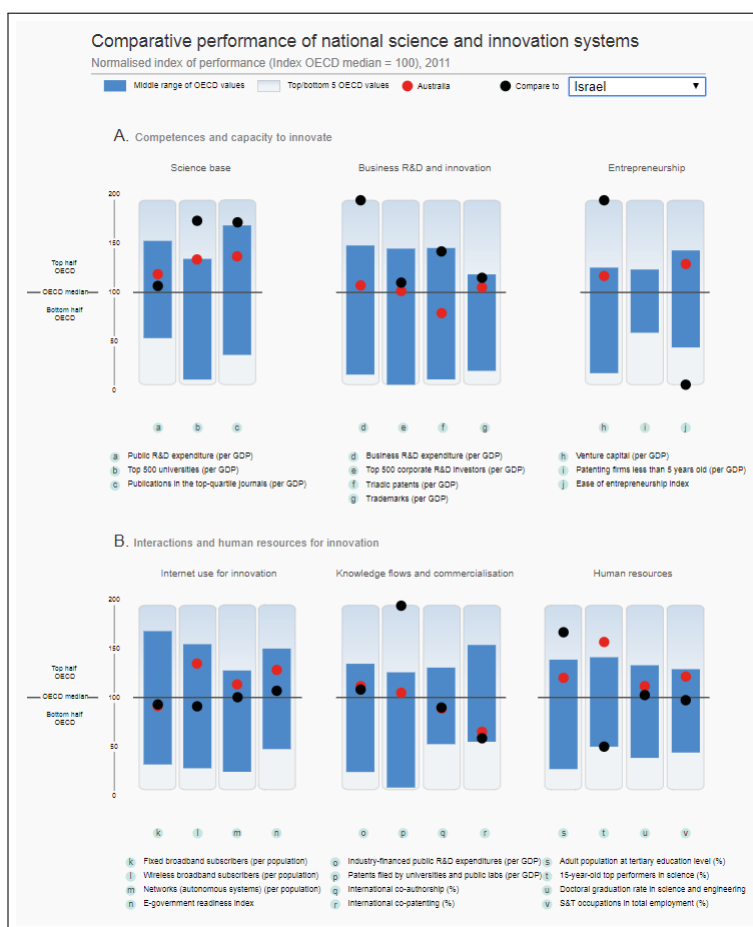 Comparative performance of national science and innovation systems
Normalised index of performance (Index OECD median = 100), 2011
Middle range of OECD values Top/bottom 5 OECD values Australia Compare to Israel
A. Competences and capacity to innovate
Science base Business R&D and innovation Entrepreneurship
200
150
Top half
OECD
OECD median 100
Bottom half
OECD
50
0
a b c d e f g h i j
a Public R&D expenditure (per GDP) d Business R&D expenditure (per GDP) h Venture capital (per GDP)
b Top 500 universities (per GDP) e Top 500 corporate R&D investors (per GDP) i Patenting firms less than 5 years old (per GDP)
c Publications in the top-quartile journals (per GDP) f Triadic patents (per GDP) j Ease of entrepreneurship index
g Trademarks (per GDP)
B. Interactions and human resources for innovation
Internet use for innovation Knowledge flows and commercialisation Human resources
200
150
Top half
OECD
OECD median 100
Bottom half
OECD
50
0
k l m n o p q r s t u v
k Fixed broadband subscribers (per population) o Industry-financed public R&D expenditures (per GDP) s Adult population at tertiary education level (%)
l Wireless broadband subscribers (per population) p Patents filed by universities and public labs (per GDP) t 15-year-old top performers in science (%)
m Networks (autonomous systems) (per population) q International co-authorship (%) u Doctoral graduation rate in science and engineering
n E-government readiness index r International co-patenting (%) v S&T occupations in total employment (%)